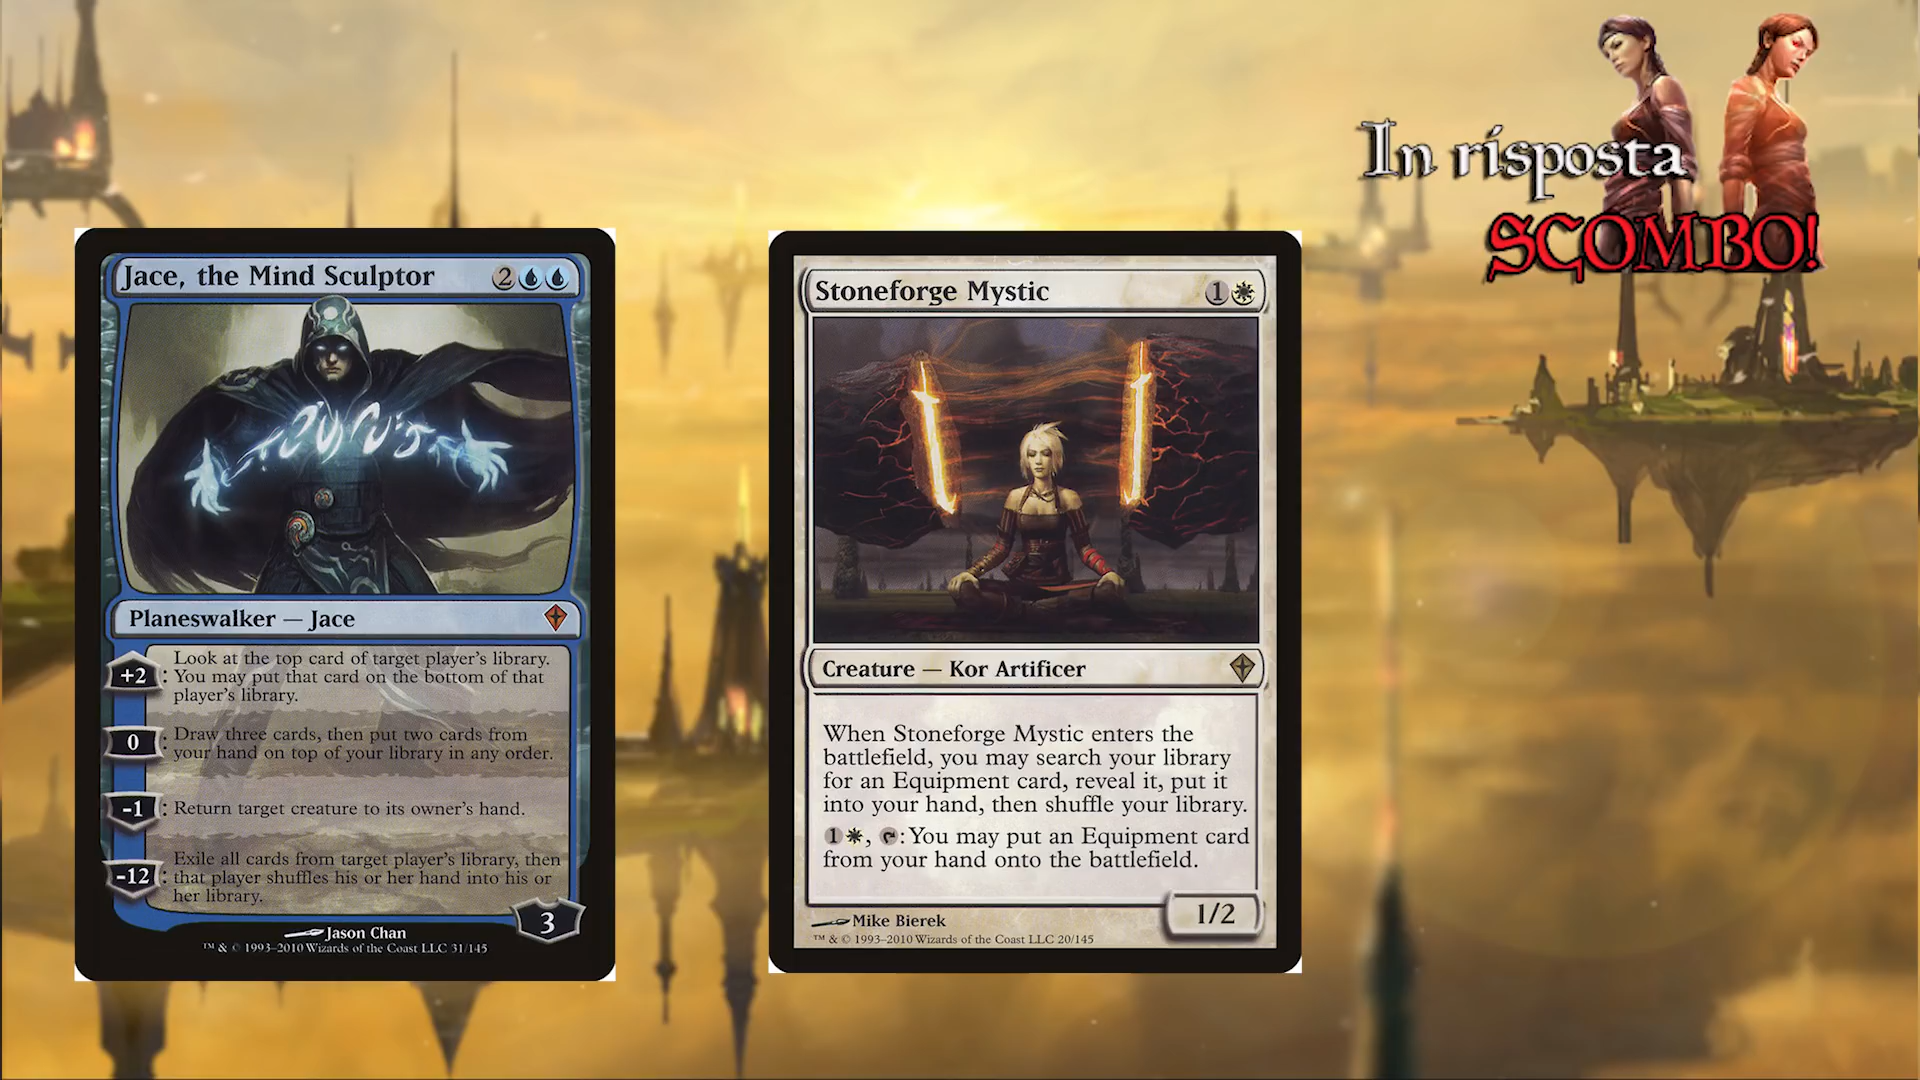 In risposta
SCOMBO!
Jace, the Mind Sculptor 2
Planeswalker — Jace
+2: Look at the top card of target player's library.
You may put that card on the bottom of that
player's library.
0: Draw three cards, then put two cards from
your hand on top of your library in any order.
-1: Return target creature to its owner's hand.
-12: Exile all cards from target player's library, then
that player shuffles his or her hand into his or
her library.
3
Jason Chan
™ & © 1993–2010 Wizards of the Coast LLC 31/145
Stoneforge Mystic 1
Creature — Kor Artificer
When Stoneforge Mystic enters the
battlefield, you may search your library
for an Equipment card, reveal it, put it
into your hand, then shuffle your library.
1, : You may put an Equipment card
from your hand onto the battlefield.
1/2
Mike Bierek
™ & © 1993–2010 Wizards of the Coast LLC 20/145